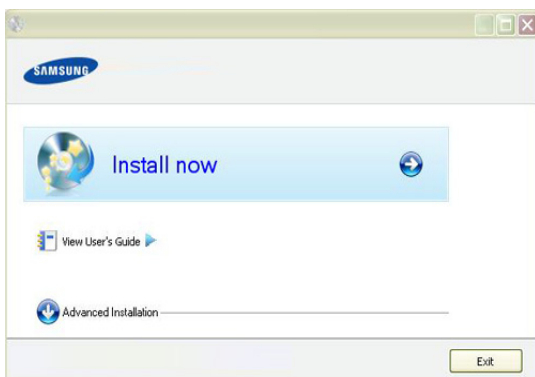 SAMSUNG
Install now
View User's Guide
Advanced Installation
Exit